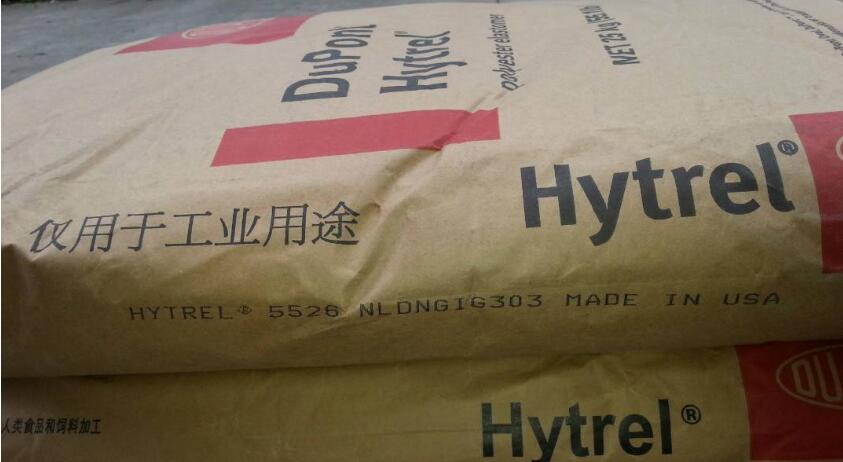 DuPont
Hytrel
polyester elastomer
NET 25 kg
Hytrel®
仅用于工业用途
HYTREL® 5526 NLDNGIG303 MADE IN USA
人类食品和饲料加工
Hytrel®
DU